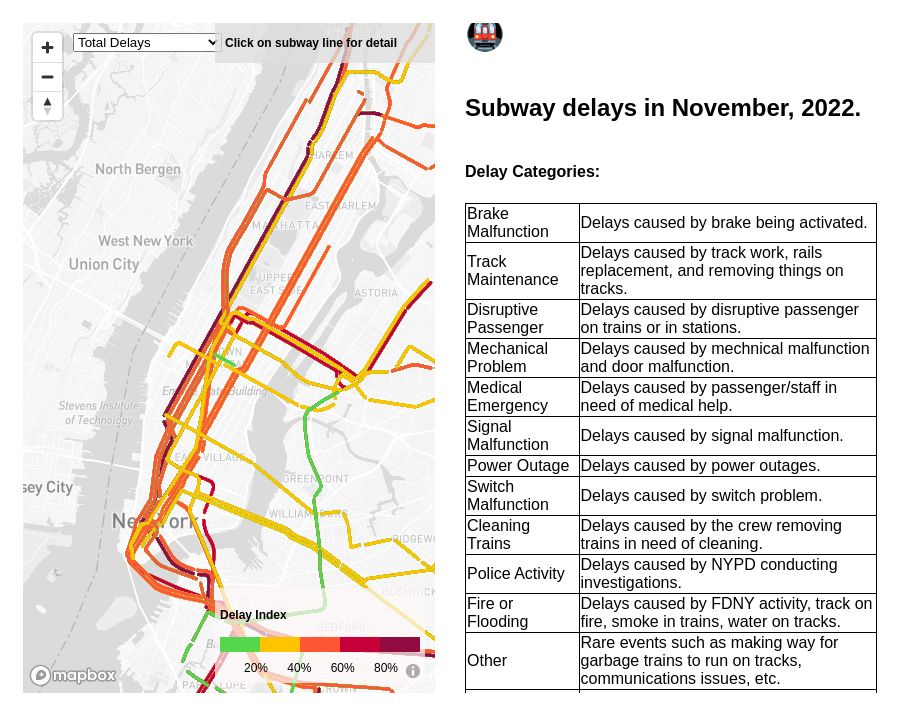 Total Delays
Click on subway line for detail
North Bergen
HARLEM
EAST HARLEM
MANHATTA
West New York
Union City
UPPER
EAST SIDE
ASTORIA
Stevens Institute
of Technology
EAST VILLAGE
GREENPOINT
sey City
New York
WILLIAMSBURG
RIDGEWO
BUSHWICK
BEDFORD-
PARK SLOPE
CROWN
Delay Index
20% 40% 60% 80%
mapbox
Subway delays in November, 2022.
Delay Categories:
Brake
Malfunction
Delays caused by brake being activated.
Track
Maintenance
Delays caused by track work, rails
replacement, and removing things on
tracks.
Disruptive
Passenger
Delays caused by disruptive passenger
on trains or in stations.
Mechanical
Problem
Delays caused by mechnical malfunction
and door malfunction.
Medical
Emergency
Delays caused by passenger/staff in
need of medical help.
Signal
Malfunction
Delays caused by signal malfunction.
Power Outage
Delays caused by power outages.
Switch
Malfunction
Delays caused by switch problem.
Cleaning
Trains
Delays caused by the crew removing
trains in need of cleaning.
Police Activity
Delays caused by NYPD conducting
investigations.
Fire or
Flooding
Delays caused by FDNY activity, track on
fire, smoke in trains, water on tracks.
Other
Rare events such as making way for
garbage trains to run on tracks,
communications issues, etc.